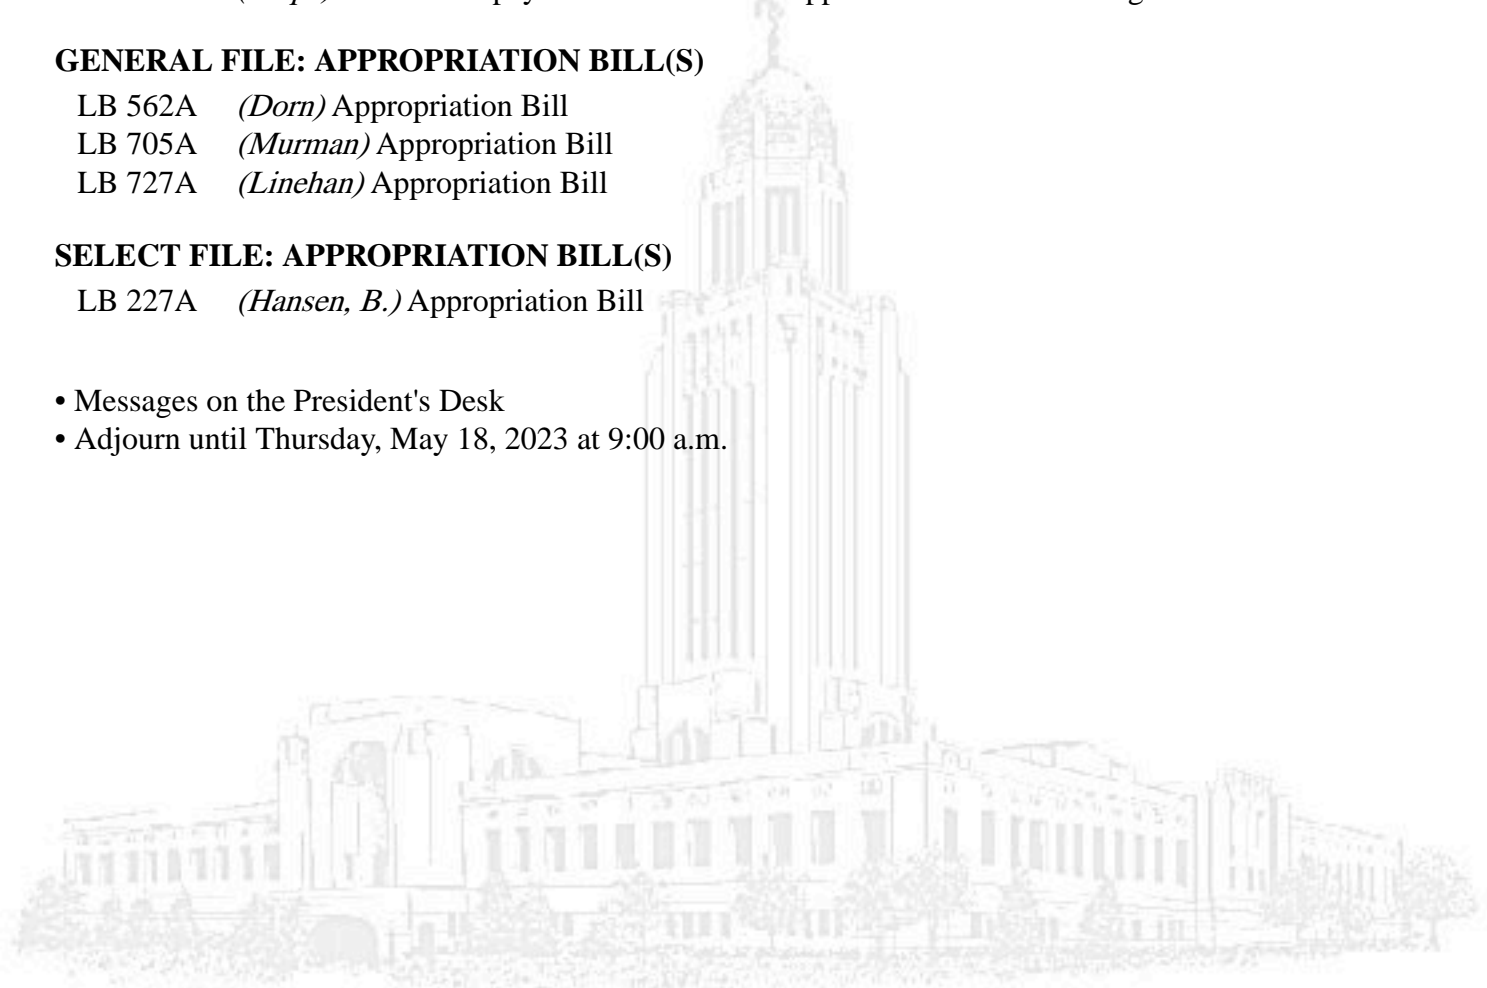 GENERAL FILE: APPROPRIATION BILL(S)
LB 562A (Dorn) Appropriation Bill
LB 705A (Murman) Appropriation Bill
LB 727A (Linehan) Appropriation Bill
SELECT FILE: APPROPRIATION BILL(S)
LB 227A (Hansen, B.) Appropriation Bill
• Messages on the President's Desk
• Adjourn until Thursday, May 18, 2023 at 9:00 a.m.